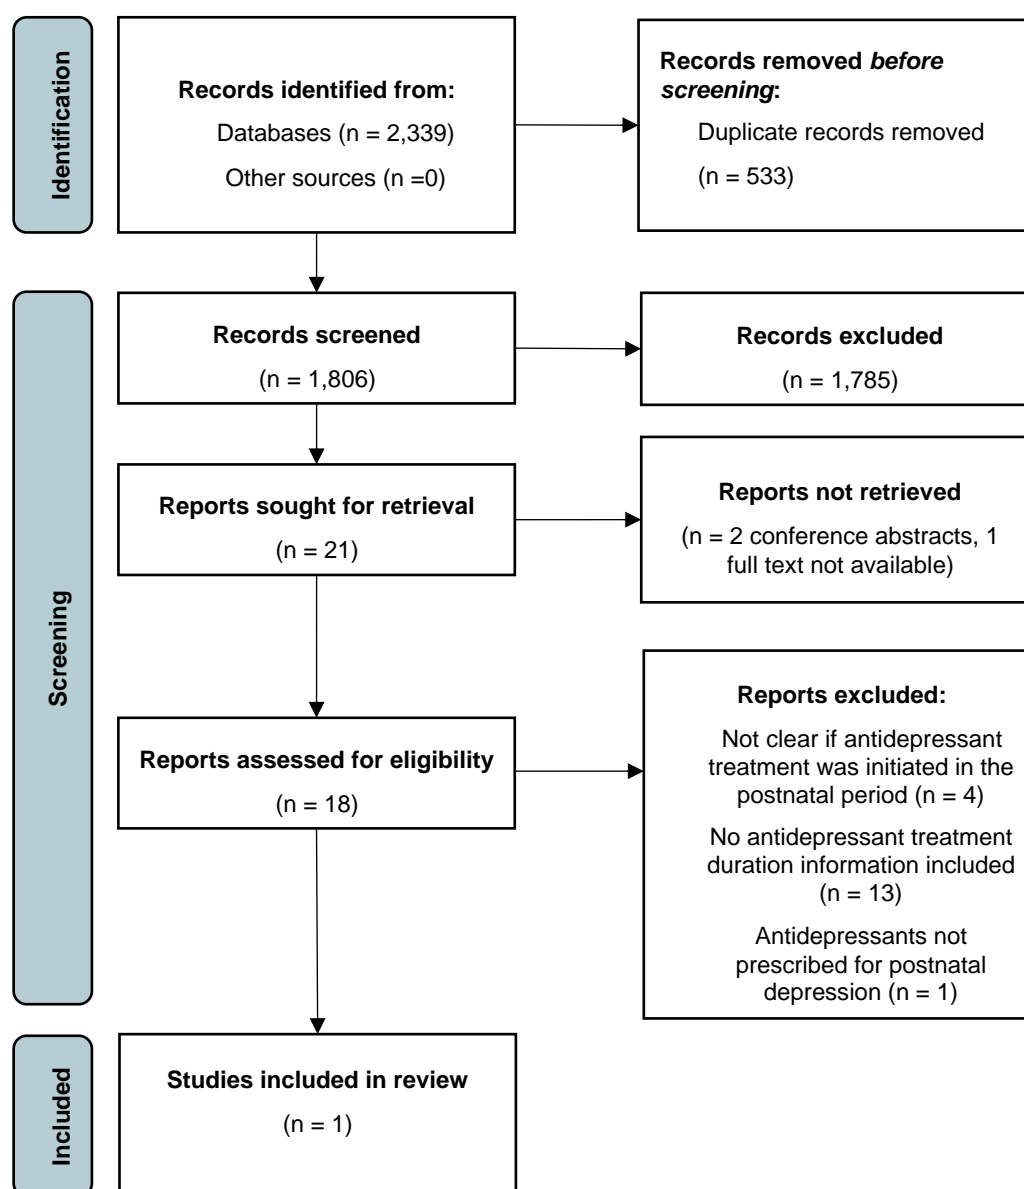 Identification
Records identified from:
Databases (n = 2,339)
Other sources (n =0)
Records removed before
screening:
Duplicate records removed
(n = 533)
Screening
Records screened
(n = 1,806)
Records excluded
(n = 1,785)
Reports sought for retrieval
(n = 21)
Reports not retrieved
(n = 2 conference abstracts, 1
full text not available)
Reports assessed for eligibility
(n = 18)
Reports excluded:
Not clear if antidepressant
treatment was initiated in the
postnatal period (n = 4)
No antidepressant treatment
duration information included
(n = 13)
Antidepressants not
prescribed for postnatal
depression (n = 1)
Included
Studies included in review
(n = 1)